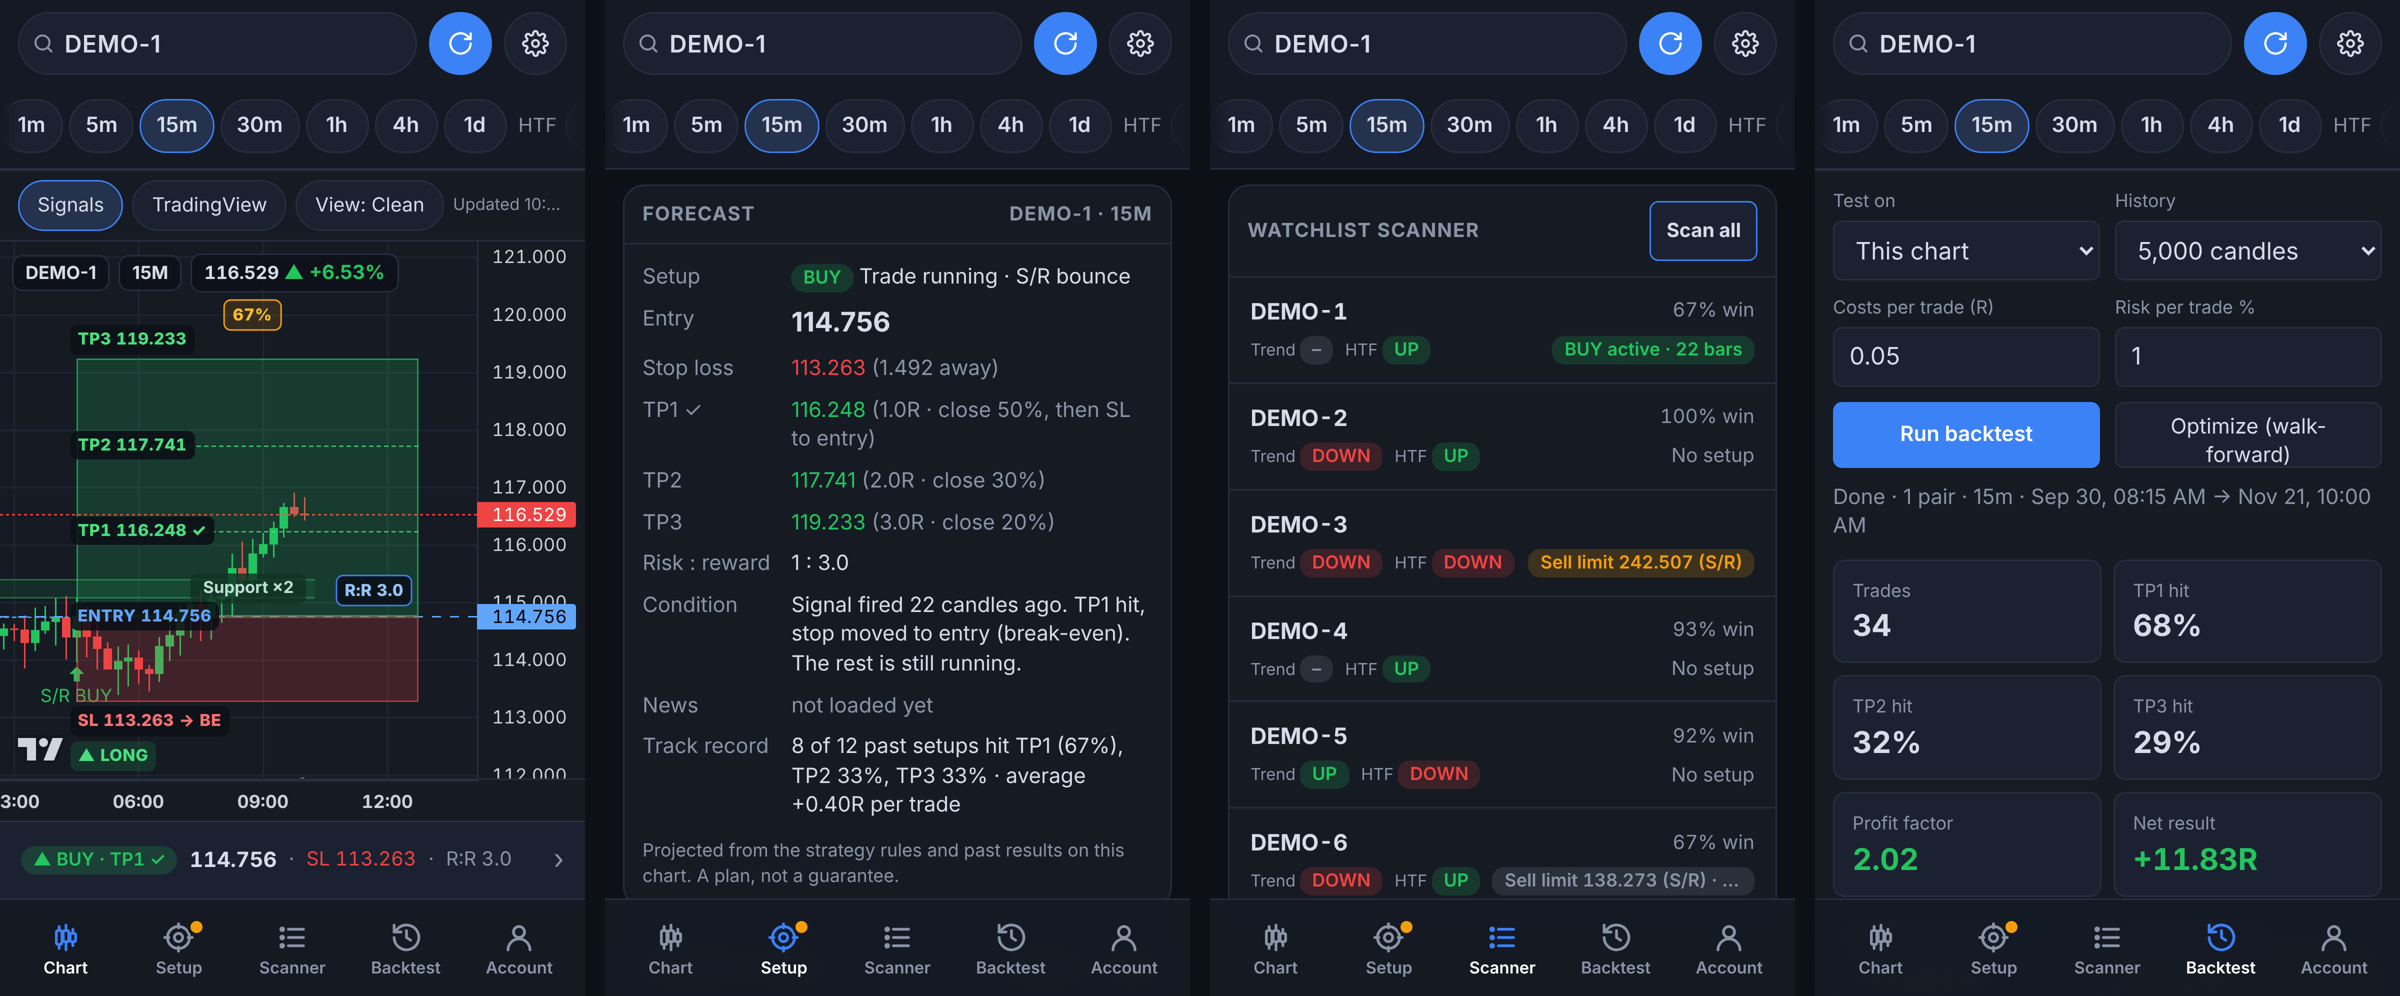 DEMO-1
1m 5m 15m 30m 1h 4h 1d HTF
Signals TradingView View: Clean Updated 10:...
DEMO-1 15M 116.529 ▲ +6.53%
67%
TP3 119.233
TP2 117.741
TP1 116.248 ✓
Support ×2
R:R 3.0
ENTRY 114.756
S/R BUY
SL 113.263 → BE
▲ LONG
121.000
120.000
119.000
118.000
117.000
116.529
116.000
115.000
114.756
114.000
113.000
112.000
3:00 06:00 09:00 12:00
▲ BUY · TP1 ✓ 114.756 · SL 113.263 · R:R 3.0 ›
Chart Setup Scanner Backtest Account
DEMO-1
1m 5m 15m 30m 1h 4h 1d HTF
FORECAST DEMO-1 · 15M
Setup BUY Trade running · S/R bounce
Entry 114.756
Stop loss 113.263 (1.492 away)
TP1 ✓ 116.248 (1.0R · close 50%, then SL
to entry)
TP2 117.741 (2.0R · close 30%)
TP3 119.233 (3.0R · close 20%)
Risk : reward 1 : 3.0
Condition Signal fired 22 candles ago. TP1 hit,
stop moved to entry (break-even).
The rest is still running.
News not loaded yet
Track record 8 of 12 past setups hit TP1 (67%),
TP2 33%, TP3 33% · average
+0.40R per trade
Projected from the strategy rules and past results on this
chart. A plan, not a guarantee.
Chart Setup Scanner Backtest Account
DEMO-1
1m 5m 15m 30m 1h 4h 1d HTF
WATCHLIST SCANNER Scan all
DEMO-1 67% win
Trend – HTF UP BUY active · 22 bars
DEMO-2 100% win
Trend DOWN HTF UP No setup
DEMO-3
Trend DOWN HTF DOWN Sell limit 242.507 (S/R)
DEMO-4 93% win
Trend – HTF UP No setup
DEMO-5 92% win
Trend UP HTF DOWN No setup
DEMO-6 67% win
Trend DOWN HTF UP Sell limit 138.273 (S/R) · ...
Chart Setup Scanner Backtest Account
DEMO-1
1m 5m 15m 30m 1h 4h 1d HTF
Test on History
This chart 5,000 candles
Costs per trade (R) Risk per trade %
0.05 1
Run backtest Optimize (walk-
forward)
Done · 1 pair · 15m · Sep 30, 08:15 AM → Nov 21, 10:00
AM
Trades TP1 hit
34 68%
TP2 hit TP3 hit
32% 29%
Profit factor Net result
2.02 +11.83R
Chart Setup Scanner Backtest Account